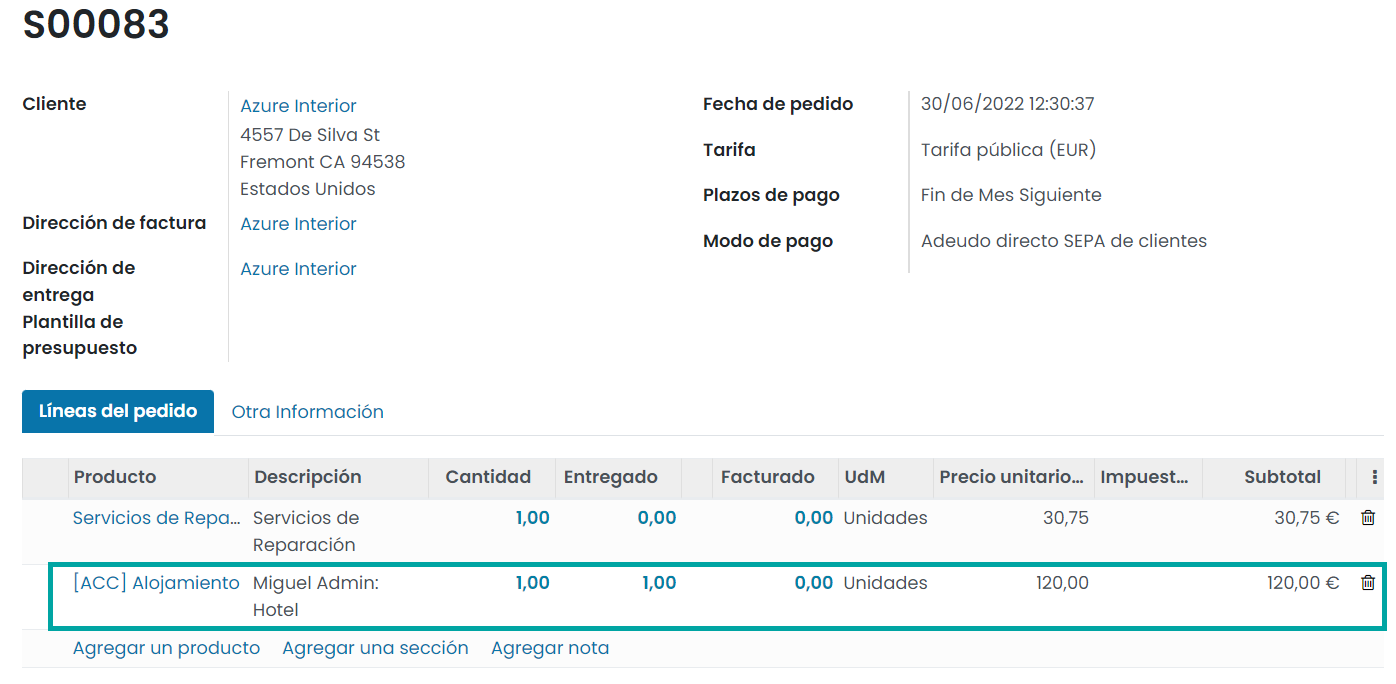 S00083
Cliente
Azure Interior
4557 De Silva St
Fremont CA 94538
Estados Unidos
Dirección de factura
Azure Interior
Dirección de
entrega
Azure Interior
Plantilla de
presupuesto
Fecha de pedido
30/06/2022 12:30:37
Tarifa
Tarifa pública (EUR)
Plazos de pago
Fin de Mes Siguiente
Modo de pago
Adeudo directo SEPA de clientes
Líneas del pedido
Otra Información
Producto Descripción Cantidad Entregado Facturado UdM Precio unitario... Impuest... Subtotal
Servicios de Repa... Servicios de 1,00 0,00 0,00 Unidades 30,75 30,75 €
Reparación
[ACC] Alojamiento Miguel Admin: 1,00 1,00 0,00 Unidades 120,00 120,00 €
Hotel
Agregar un producto Agregar una sección Agregar nota